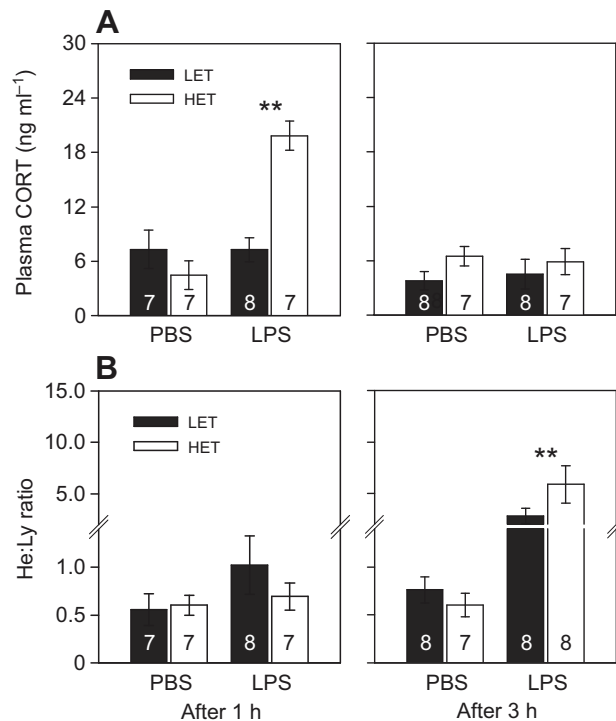 A
30
24
18
12
6
0
Plasma CORT (ng ml⁻¹)
LET
HET
**
7 7 8 7
8 7 8 7
PBS LPS
PBS LPS
B
15.0
10.0
5.0
1.0
0.5
0.0
He:Ly ratio
LET
HET
**
7 7 8 7
8 7 8 8
PBS LPS
PBS LPS
After 1 h
After 3 h